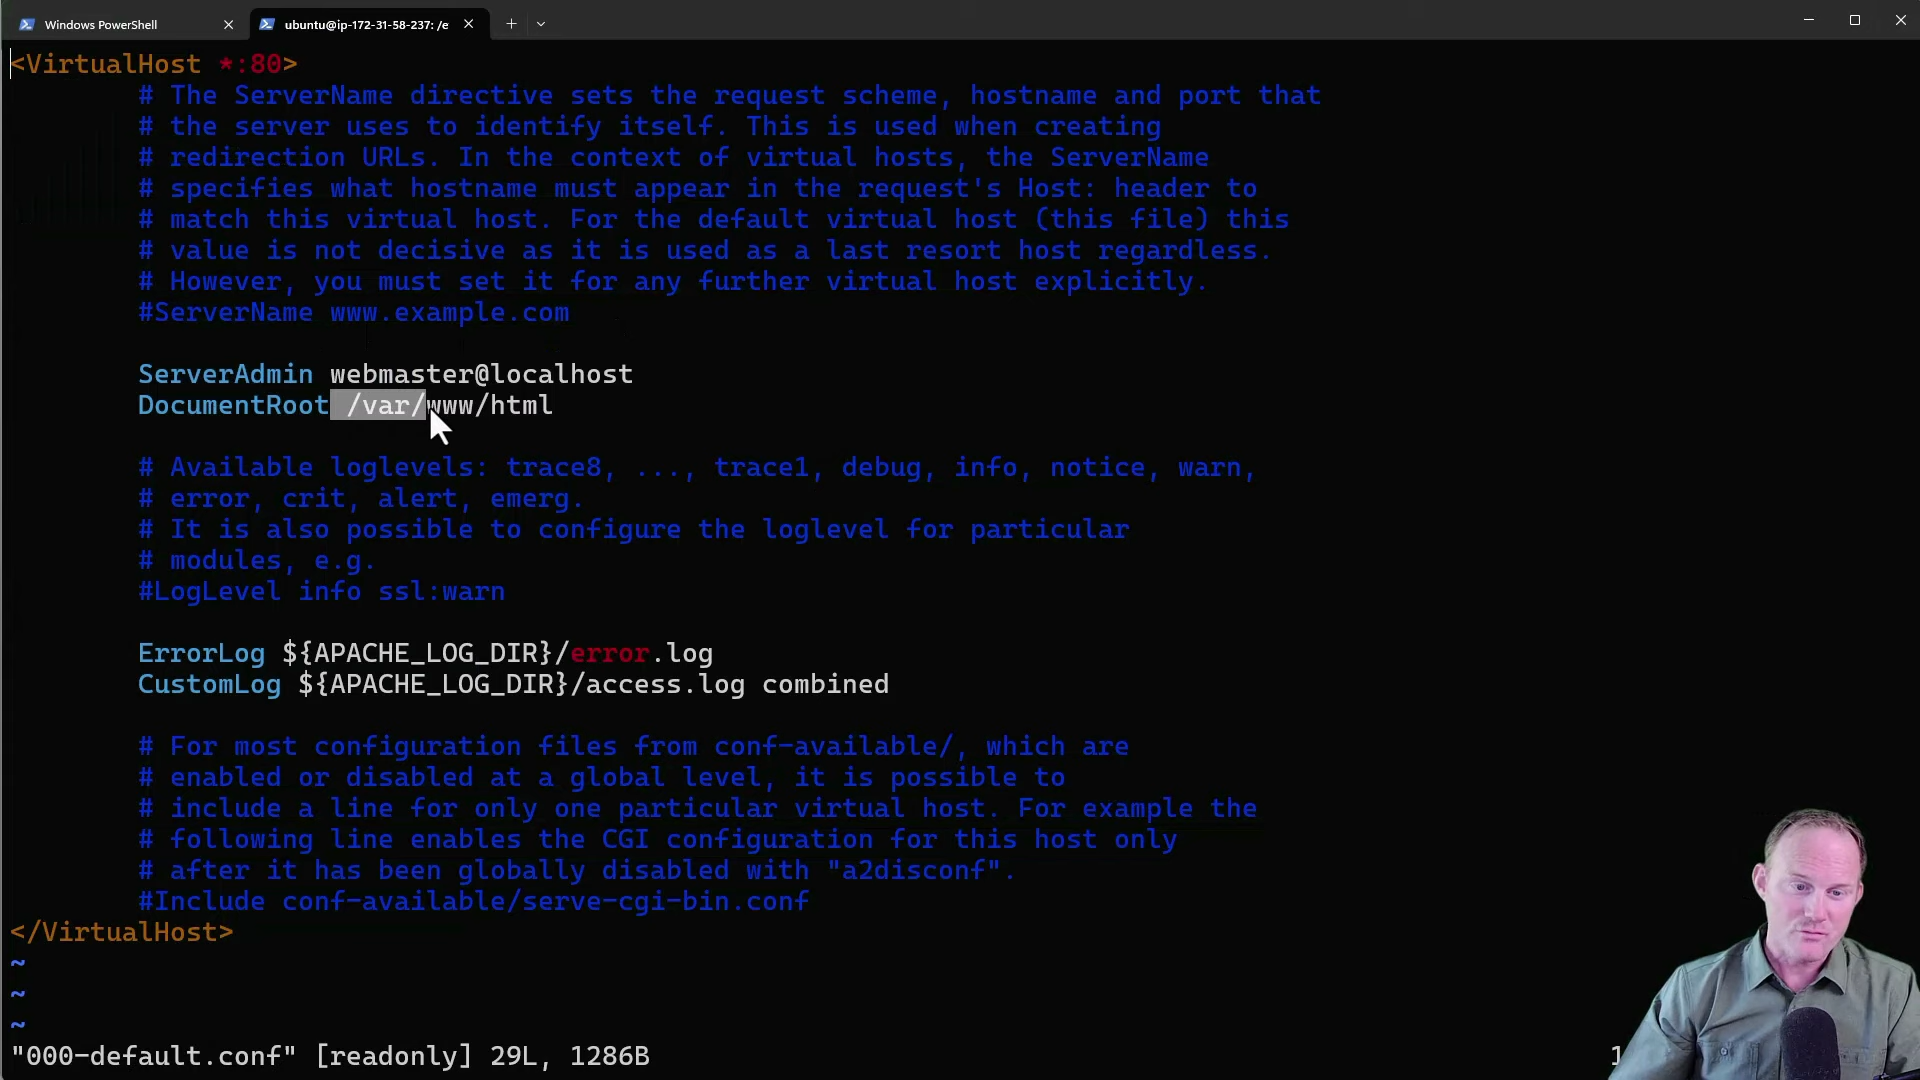 Windows PowerShell
ubuntu@ip-172-31-58-237: /e
<VirtualHost *:80>
# The ServerName directive sets the request scheme, hostname and port that
# the server uses to identify itself. This is used when creating
# redirection URLs. In the context of virtual hosts, the ServerName
# specifies what hostname must appear in the request's Host: header to
# match this virtual host. For the default virtual host (this file) this
# value is not decisive as it is used as a last resort host regardless.
# However, you must set it for any further virtual host explicitly.
#ServerName www.example.com
ServerAdmin webmaster@localhost
DocumentRoot /var/www/html
# Available loglevels: trace8, ..., trace1, debug, info, notice, warn,
# error, crit, alert, emerg.
# It is also possible to configure the loglevel for particular
# modules, e.g.
#LogLevel info ssl:warn
ErrorLog ${APACHE_LOG_DIR}/error.log
CustomLog ${APACHE_LOG_DIR}/access.log combined
# For most configuration files from conf-available/, which are
# enabled or disabled at a global level, it is possible to
# include a line for only one particular virtual host. For example the
# following line enables the CGI configuration for this host only
# after it has been globally disabled with "a2disconf".
#Include conf-available/serve-cgi-bin.conf
</VirtualHost>
~
~
~
"000-default.conf" [readonly] 29L, 1286B